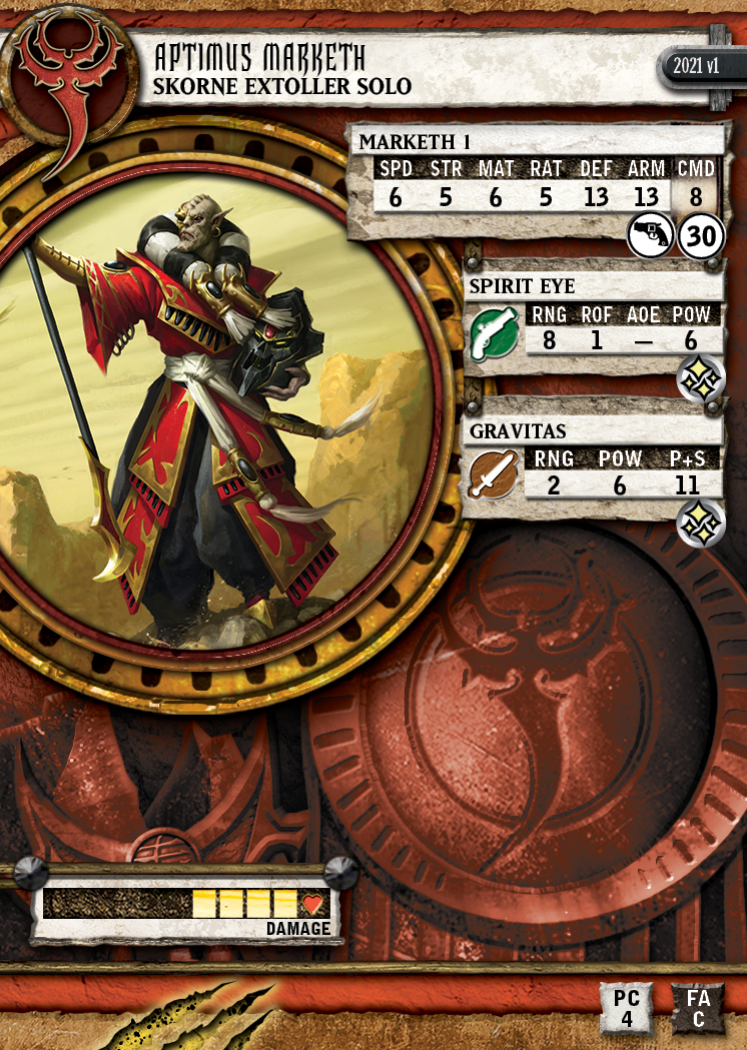 APTIMUS MARKETH
SKORNE EXTOLLER SOLO
2021 v1
MARKETH 1
SPD STR MAT RAT DEF ARM CMD
6 5 6 5 13 13 8
30
SPIRIT EYE
RNG ROF AOE POW
8 1 — 6
GRAVITAS
RNG POW P+S
2 6 11
DAMAGE
PC FA
4 C